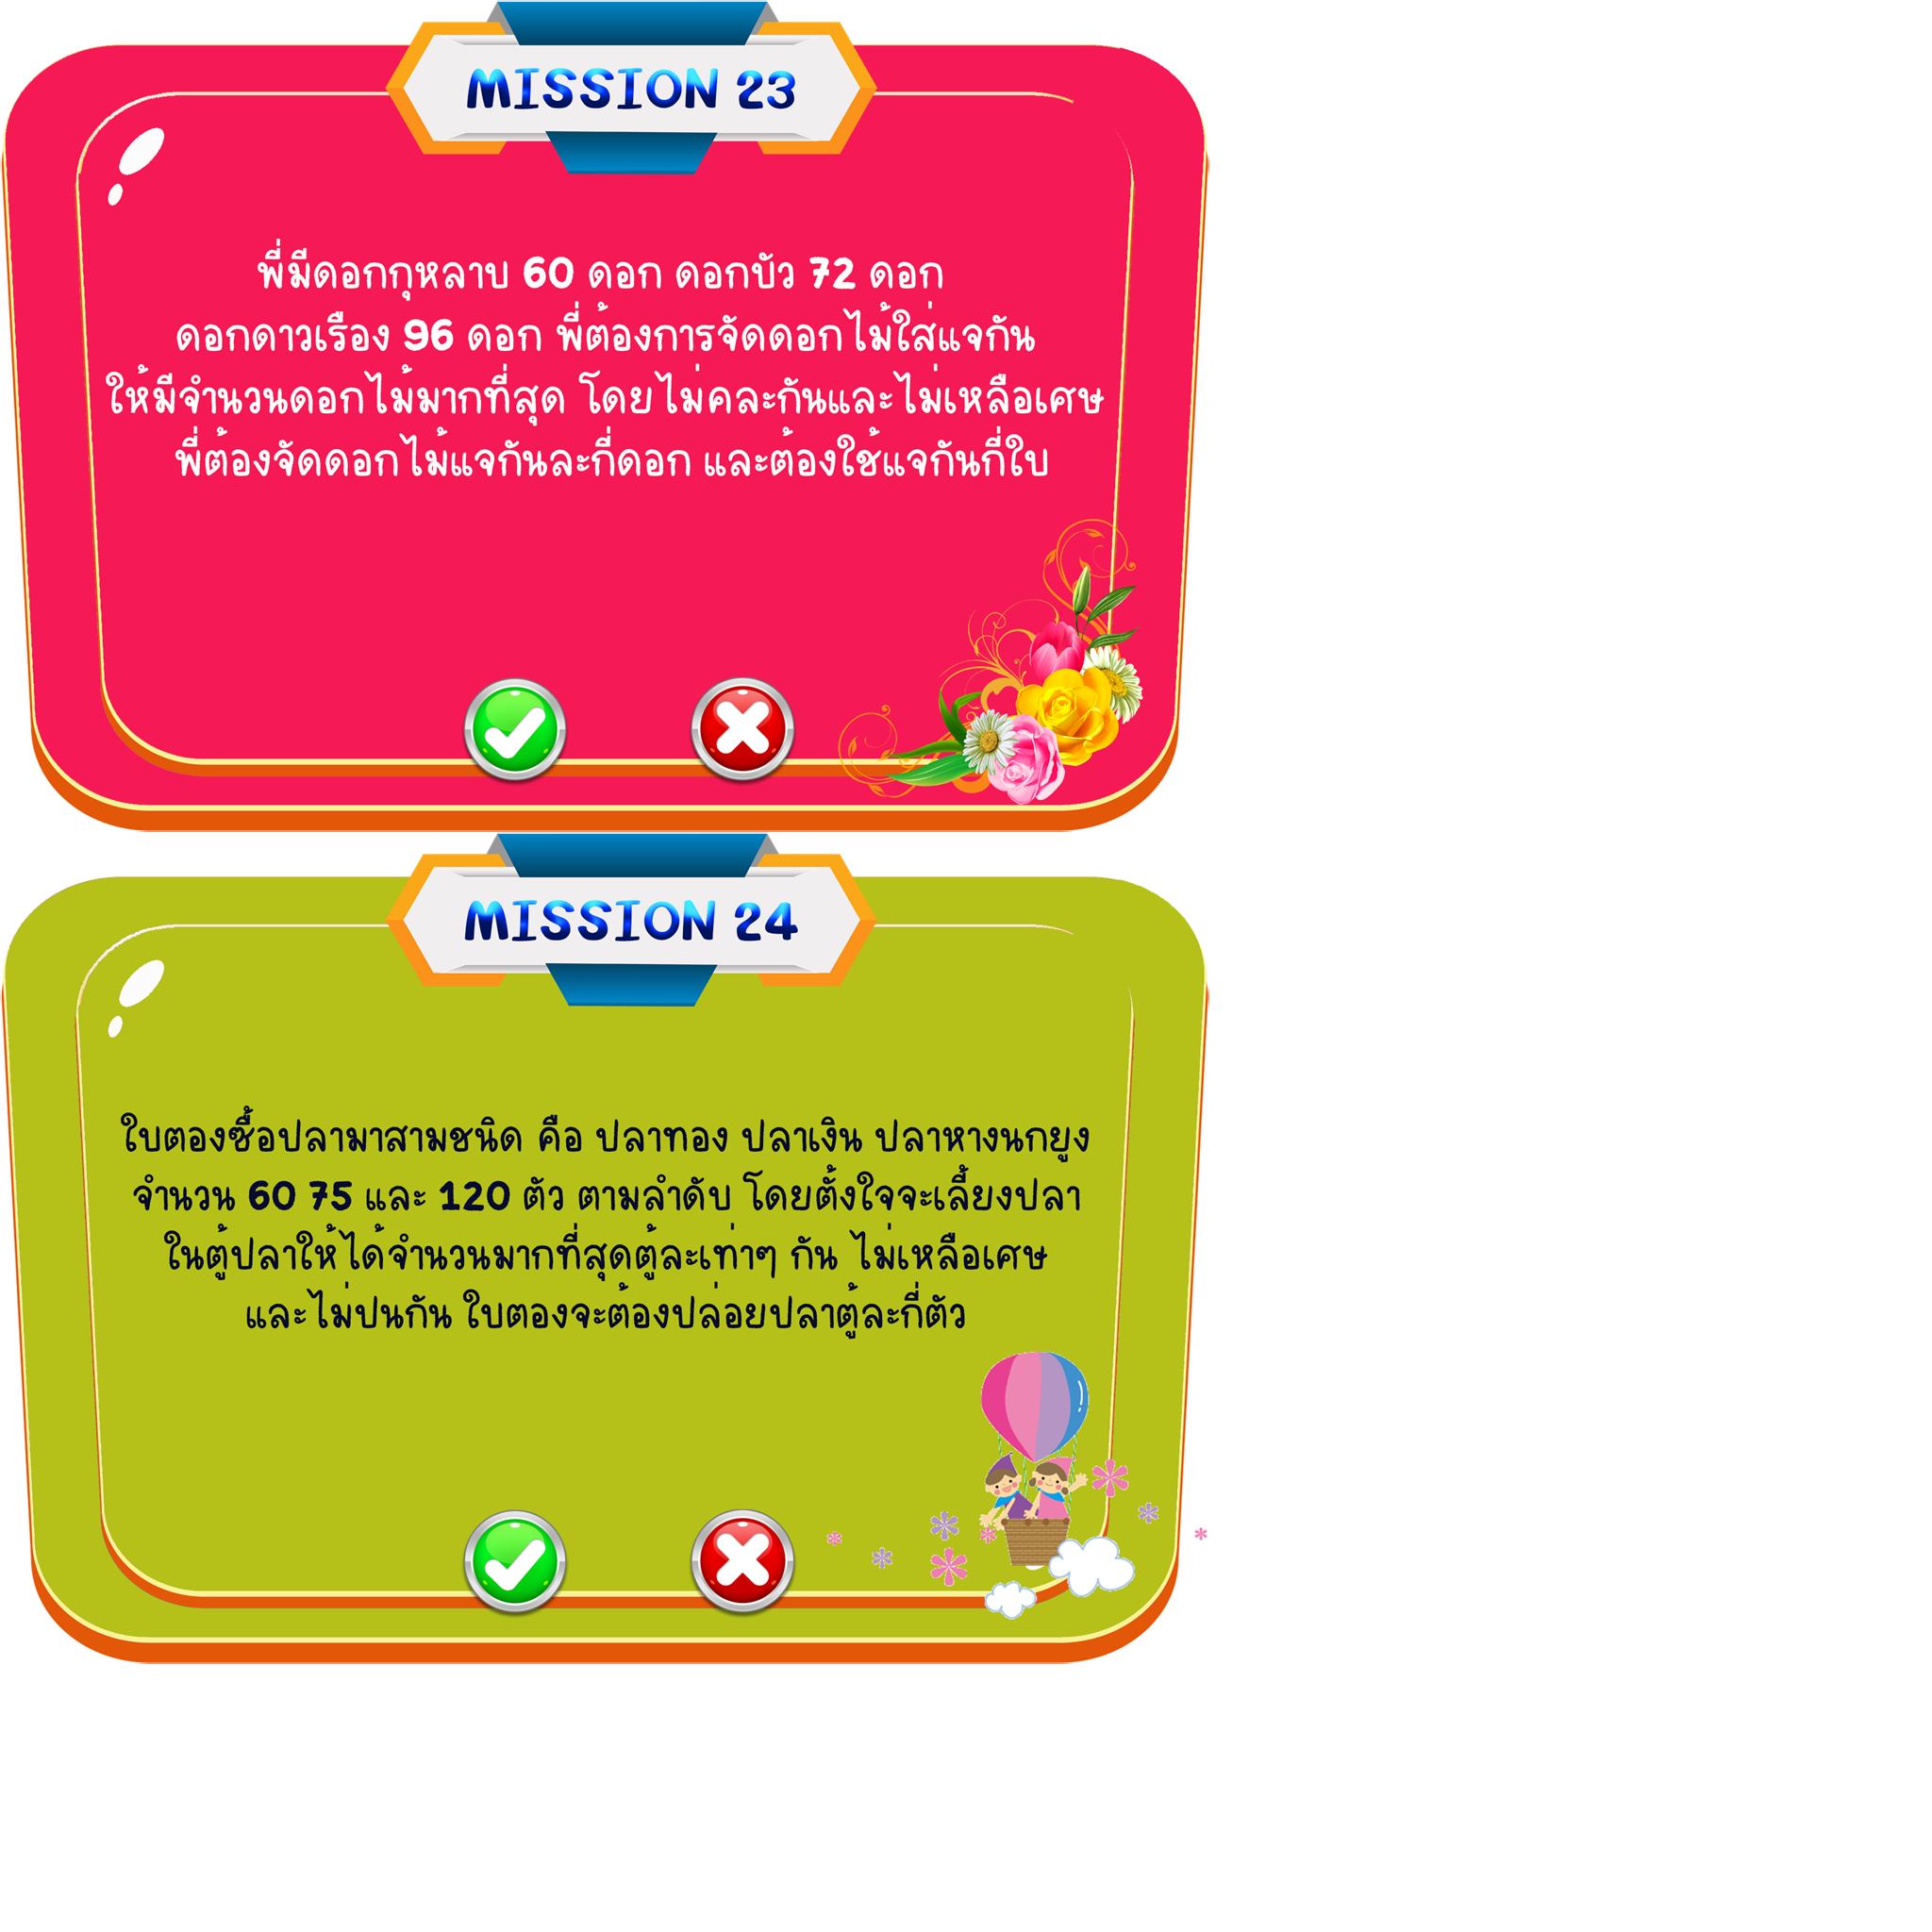 MISSION 23
พี่มีดอกกุหลาบ 60 ดอก ดอกบัว 72 ดอก
ดอกดาวเรือง 96 ดอก พี่ต้องการจัดดอกไม้ใส่แจกัน
ให้มีจำนวนดอกไม้มากที่สุด โดยไม่คละกันและไม่เหลือเศษ
พี่ต้องจัดดอกไม้แจกันละกี่ดอก และต้องใช้แจกันกี่ใบ
MISSION 24
ใบตองซื้อปลามาสามชนิด คือ ปลาทอง ปลาเงิน ปลาหางนกยูง
จำนวน 60 75 และ 120 ตัว ตามลำดับ โดยตั้งใจจะเลี้ยงปลา
ในตู้ปลาให้ได้จำนวนมากที่สุดตู้ละเท่าๆ กัน ไม่เหลือเศษ
และไม่ปนกัน ใบตองจะต้องปล่อยปลาตู้ละกี่ตัว